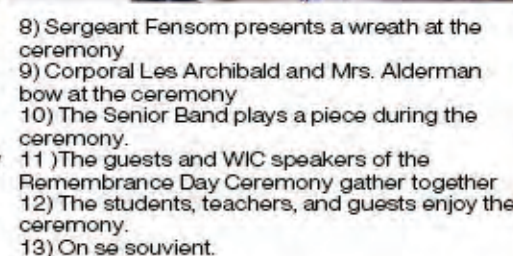 8) Sergeant Fensom presents a wreath at the
ceremony
9) Corporal Les Archibald and Mrs. Alderman
bow at the ceremony
10) The Senior Band plays a piece during the
ceremony.
11 )The guests and WIC speakers of the
Remembrance Day Ceremony gather together
12) The students, teachers, and guests enjoy the
ceremony.
13) On se souvient.